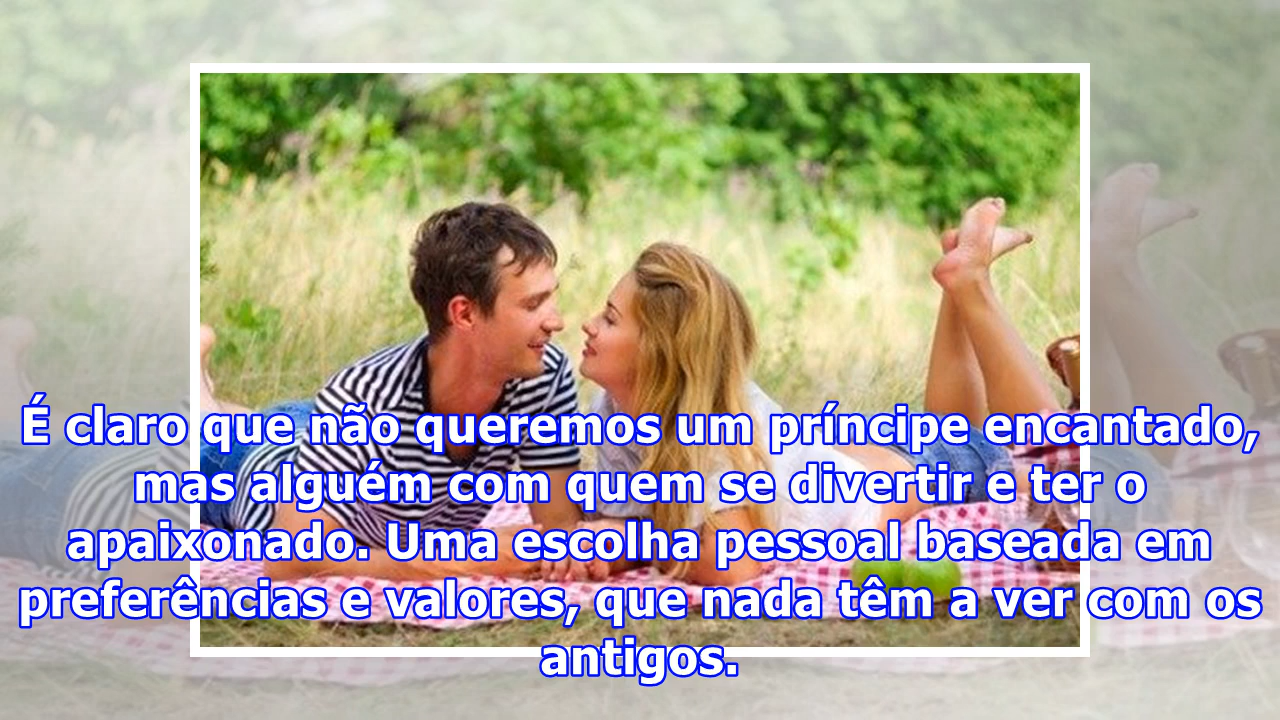 É claro que não queremos um príncipe encantado,
mas alguém com quem se divertir e ter o
apaixonado. Uma escolha pessoal baseada em
preferências e valores, que nada têm a ver com os
antigos.